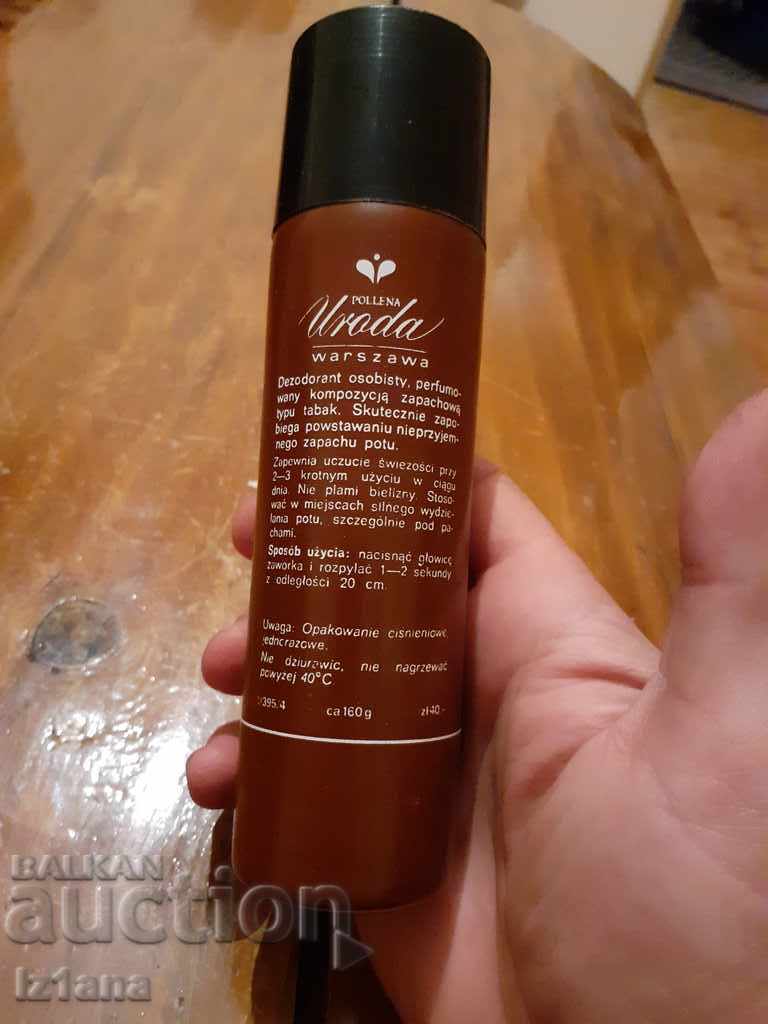 POLLENA
Uroda
warszawa
Dezodorant osobisty, perfumo-
wany kompozycją zapachową
typu tabak. Skutecznie zapo-
biega powstawaniu nieprzyjem-
nego zapachu potu.
Zapewnia uczucie świeżości przy
2—3 krotnym użyciu w ciągu
dnia. Nie plami bielizny. Stoso-
wać w miejscach silnego wydzie-
lania potu, szczególnie pod pa-
chami.
Sposób użycia: nacisnąć głowicę
zaworka i rozpylać 1—2 sekundy
z odległości 20 cm.
Uwaga: Opakowanie ciśnieniowe,
jednorazowe.
Nie dziurawić, nie nagrzewać
powyżej 40°C.
ca 160 g zł 40.-
BALKAN
auction
iz1ana